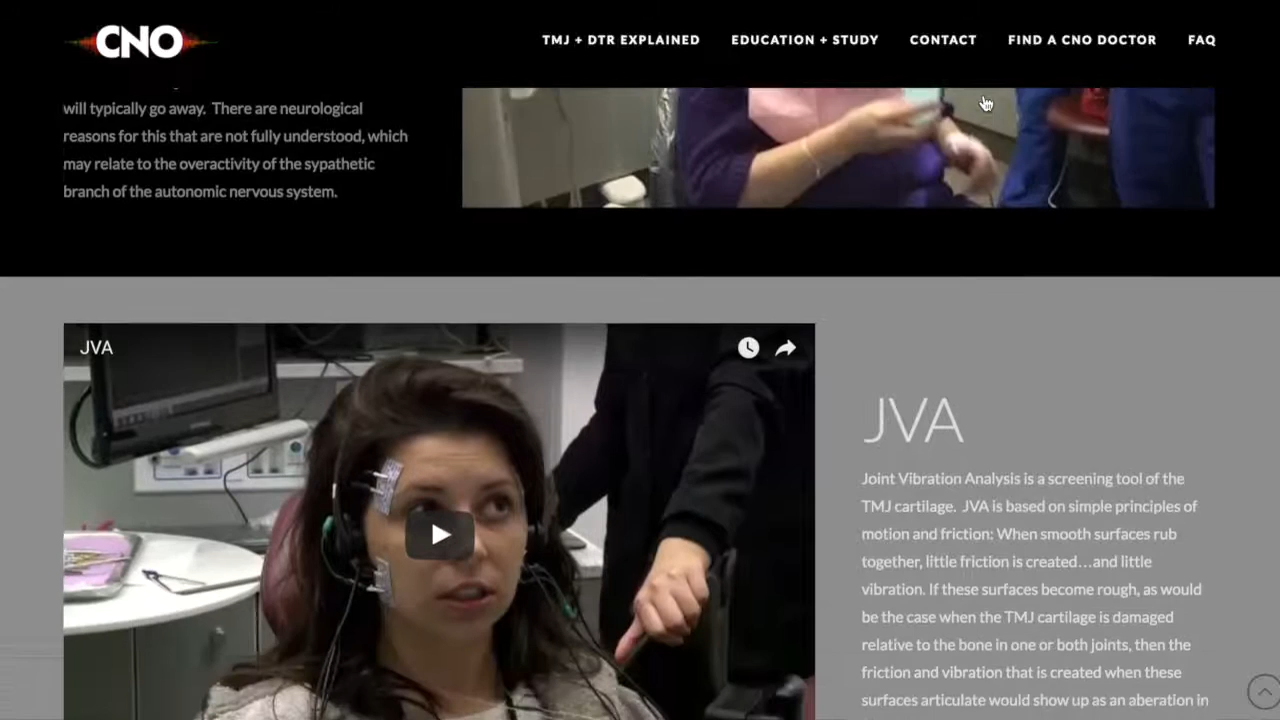 CNO
TMJ + DTR EXPLAINED
EDUCATION + STUDY
CONTACT
FIND A CNO DOCTOR
FAQ
will typically go away. There are neurological
reasons for this that are not fully understood, which
may relate to the overactivity of the sypathetic
branch of the autonomic nervous system.
JVA
JVA
Joint Vibration Analysis is a screening tool of the
TMJ cartilage. JVA is based on simple principles of
motion and friction: When smooth surfaces rub
together, little friction is created…and little
vibration. If these surfaces become rough, as would
be the case when the TMJ cartilage is damaged
relative to the bone in one or both joints, then the
friction and vibration that is created when these
surfaces articulate would show up as an aberation in